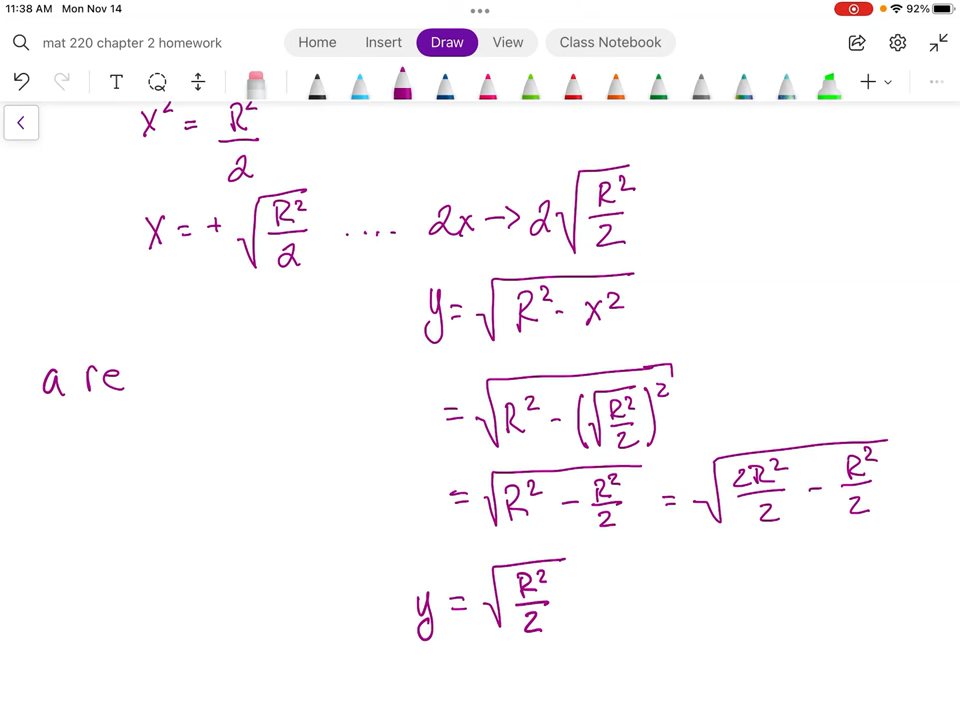 11:38 AM Mon Nov 14 92%
mat 220 chapter 2 homework Home Insert Draw View Class Notebook
T
x² = R²/2
x = + √(R²/2) .... 2x → 2√(R²/2)
y = √(R² - x²)
are
= √(R² - (√(R²/2))²)
= √(R² - R²/2) = √(2R²/2 - R²/2)
y = √(R²/2)